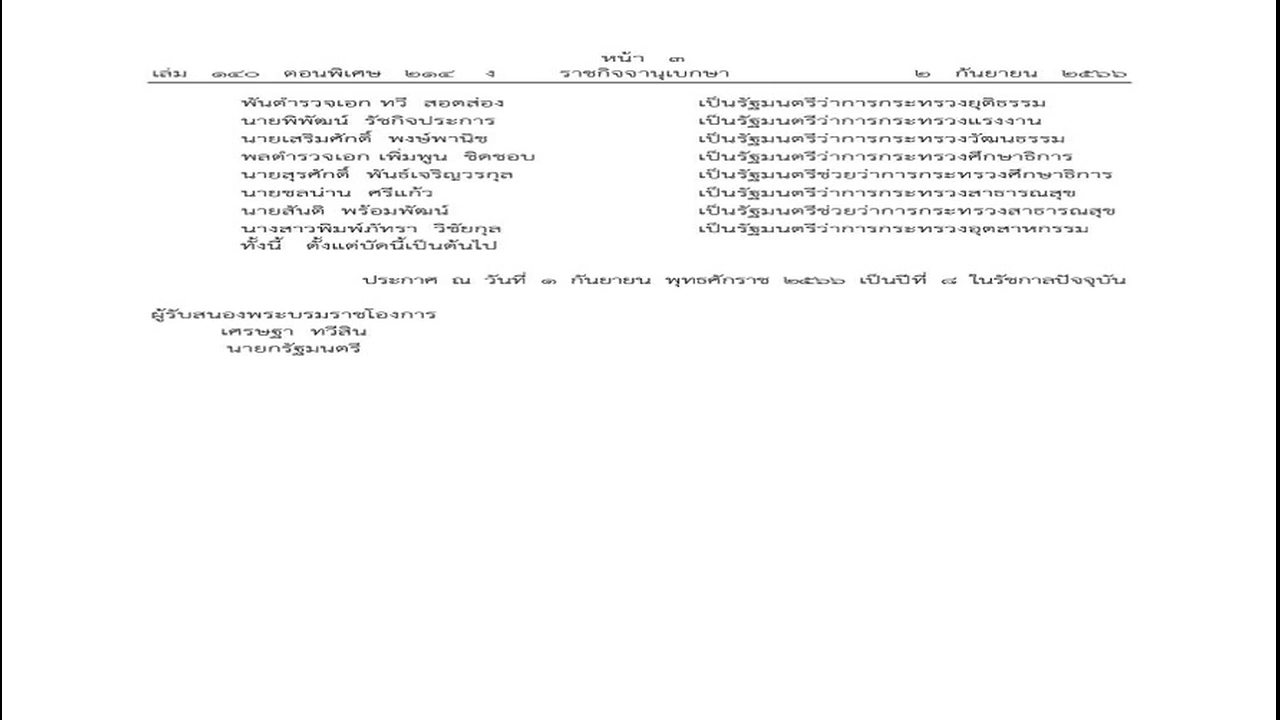 หน้า ๓
เล่ม ๑๔๐ ตอนพิเศษ ๒๑๔ ง ราชกิจจานุเบกษา ๒ กันยายน ๒๕๖๖
พันตำรวจเอก ทวี สอดส่อง เป็นรัฐมนตรีว่าการกระทรวงยุติธรรม
นายพิพัฒน์ รัชกิจประการ เป็นรัฐมนตรีว่าการกระทรวงแรงงาน
นายเสริมศักดิ์ พงษ์พานิช เป็นรัฐมนตรีว่าการกระทรวงวัฒนธรรม
พลตำรวจเอก เพิ่มพูน ชิดชอบ เป็นรัฐมนตรีว่าการกระทรวงศึกษาธิการ
นายสุรศักดิ์ พันธ์เจริญวรกุล เป็นรัฐมนตรีช่วยว่าการกระทรวงศึกษาธิการ
นายชลน่าน ศรีแก้ว เป็นรัฐมนตรีว่าการกระทรวงสาธารณสุข
นายสันติ พร้อมพัฒน์ เป็นรัฐมนตรีช่วยว่าการกระทรวงสาธารณสุข
นางสาวพิมพ์ภัทรา วิชัยกุล เป็นรัฐมนตรีว่าการกระทรวงอุตสาหกรรม
ทั้งนี้ ตั้งแต่บัดนี้เป็นต้นไป
ประกาศ ณ วันที่ ๑ กันยายน พุทธศักราช ๒๕๖๖ เป็นปีที่ ๘ ในรัชกาลปัจจุบัน
ผู้รับสนองพระบรมราชโองการ
เศรษฐา ทวีสิน
นายกรัฐมนตรี